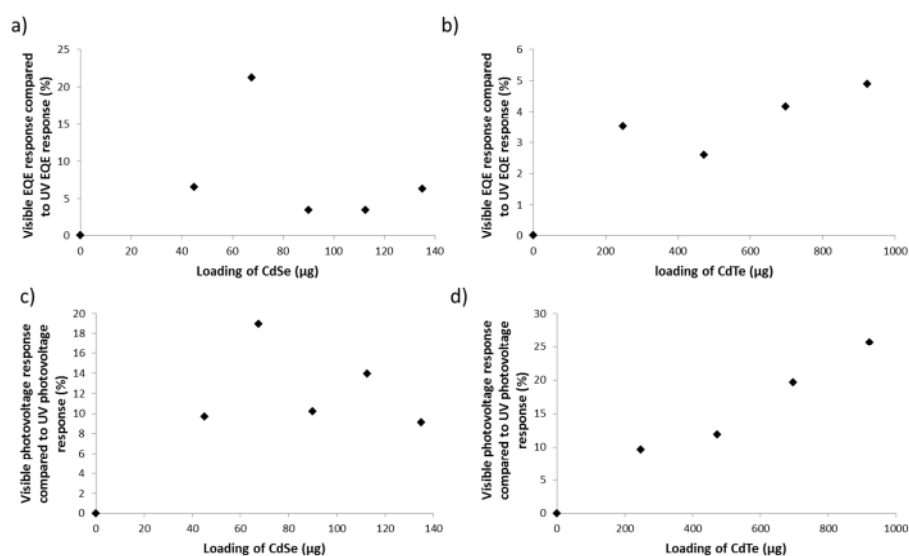 a)
Visible EQE response compared
to UV EQE response (%)
25
20
15
10
5
0
0 20 40 60 80 100 120 140
Loading of CdSe (µg)
b)
Visible EQE response compared
to UV EQE response (%)
6
5
4
3
2
1
0
0 200 400 600 800 1000
loading of CdTe (µg)
c)
Visible photovoltage response
compared to UV photovoltage
response (%)
20
18
16
14
12
10
8
6
4
2
0
0 20 40 60 80 100 120 140
Loading of CdSe (µg)
d)
Visible photovoltage response
compared to UV photovoltage
response (%)
30
25
20
15
10
5
0
0 200 400 600 800 1000
Loading of CdTe (µg)